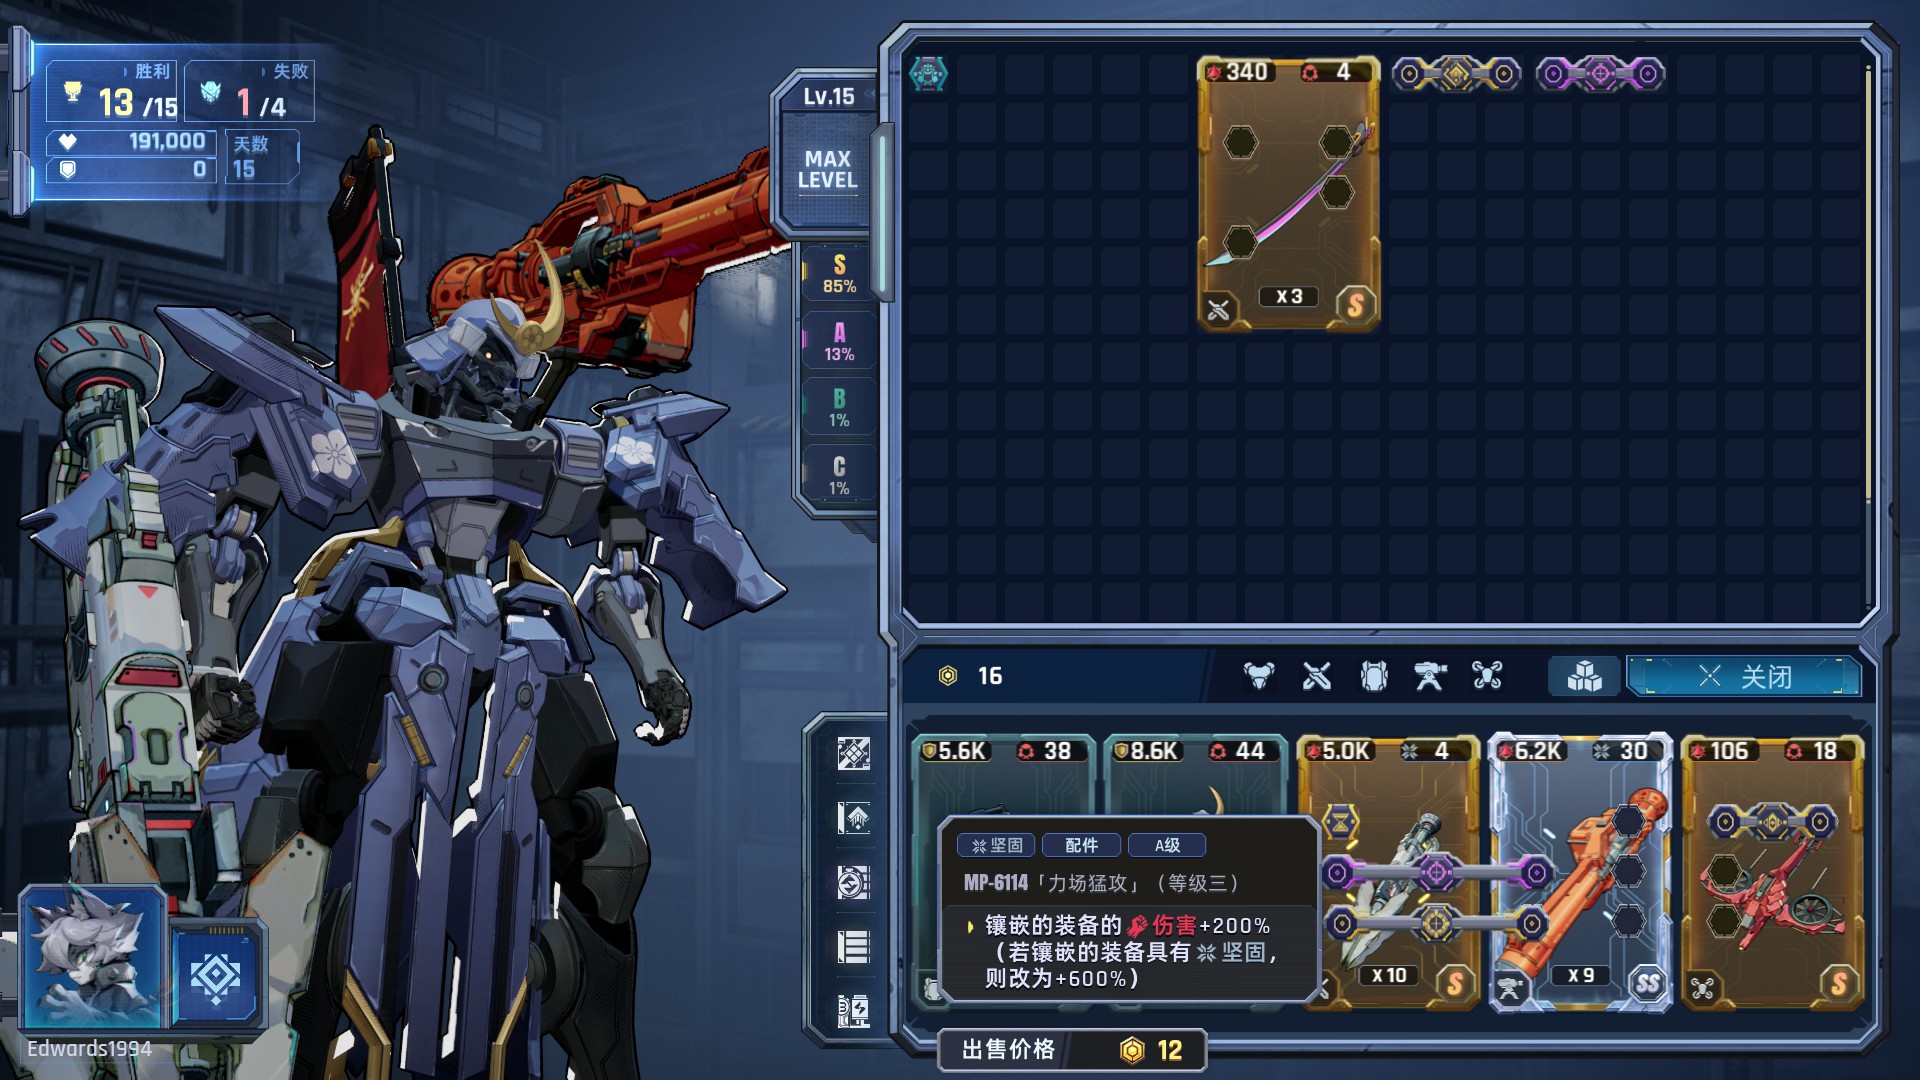 胜利
失败
13 /15
1 /4
191,000
0
天数
15
Lv.15
MAX
LEVEL
S
85%
A
13%
B
1%
C
1%
340
4
x 3
S
16
关闭
5.6K
38
8.6K
44
5.0K
4
6.2K
30
106
18
坚固
配件
A级
MP-6114「力场猛攻」（等级三）
镶嵌的装备的伤害+200%
（若镶嵌的装备具有坚固，
则改为+600%）
x 10
S
x 9
SS
S
出售价格
12
Edwards1994